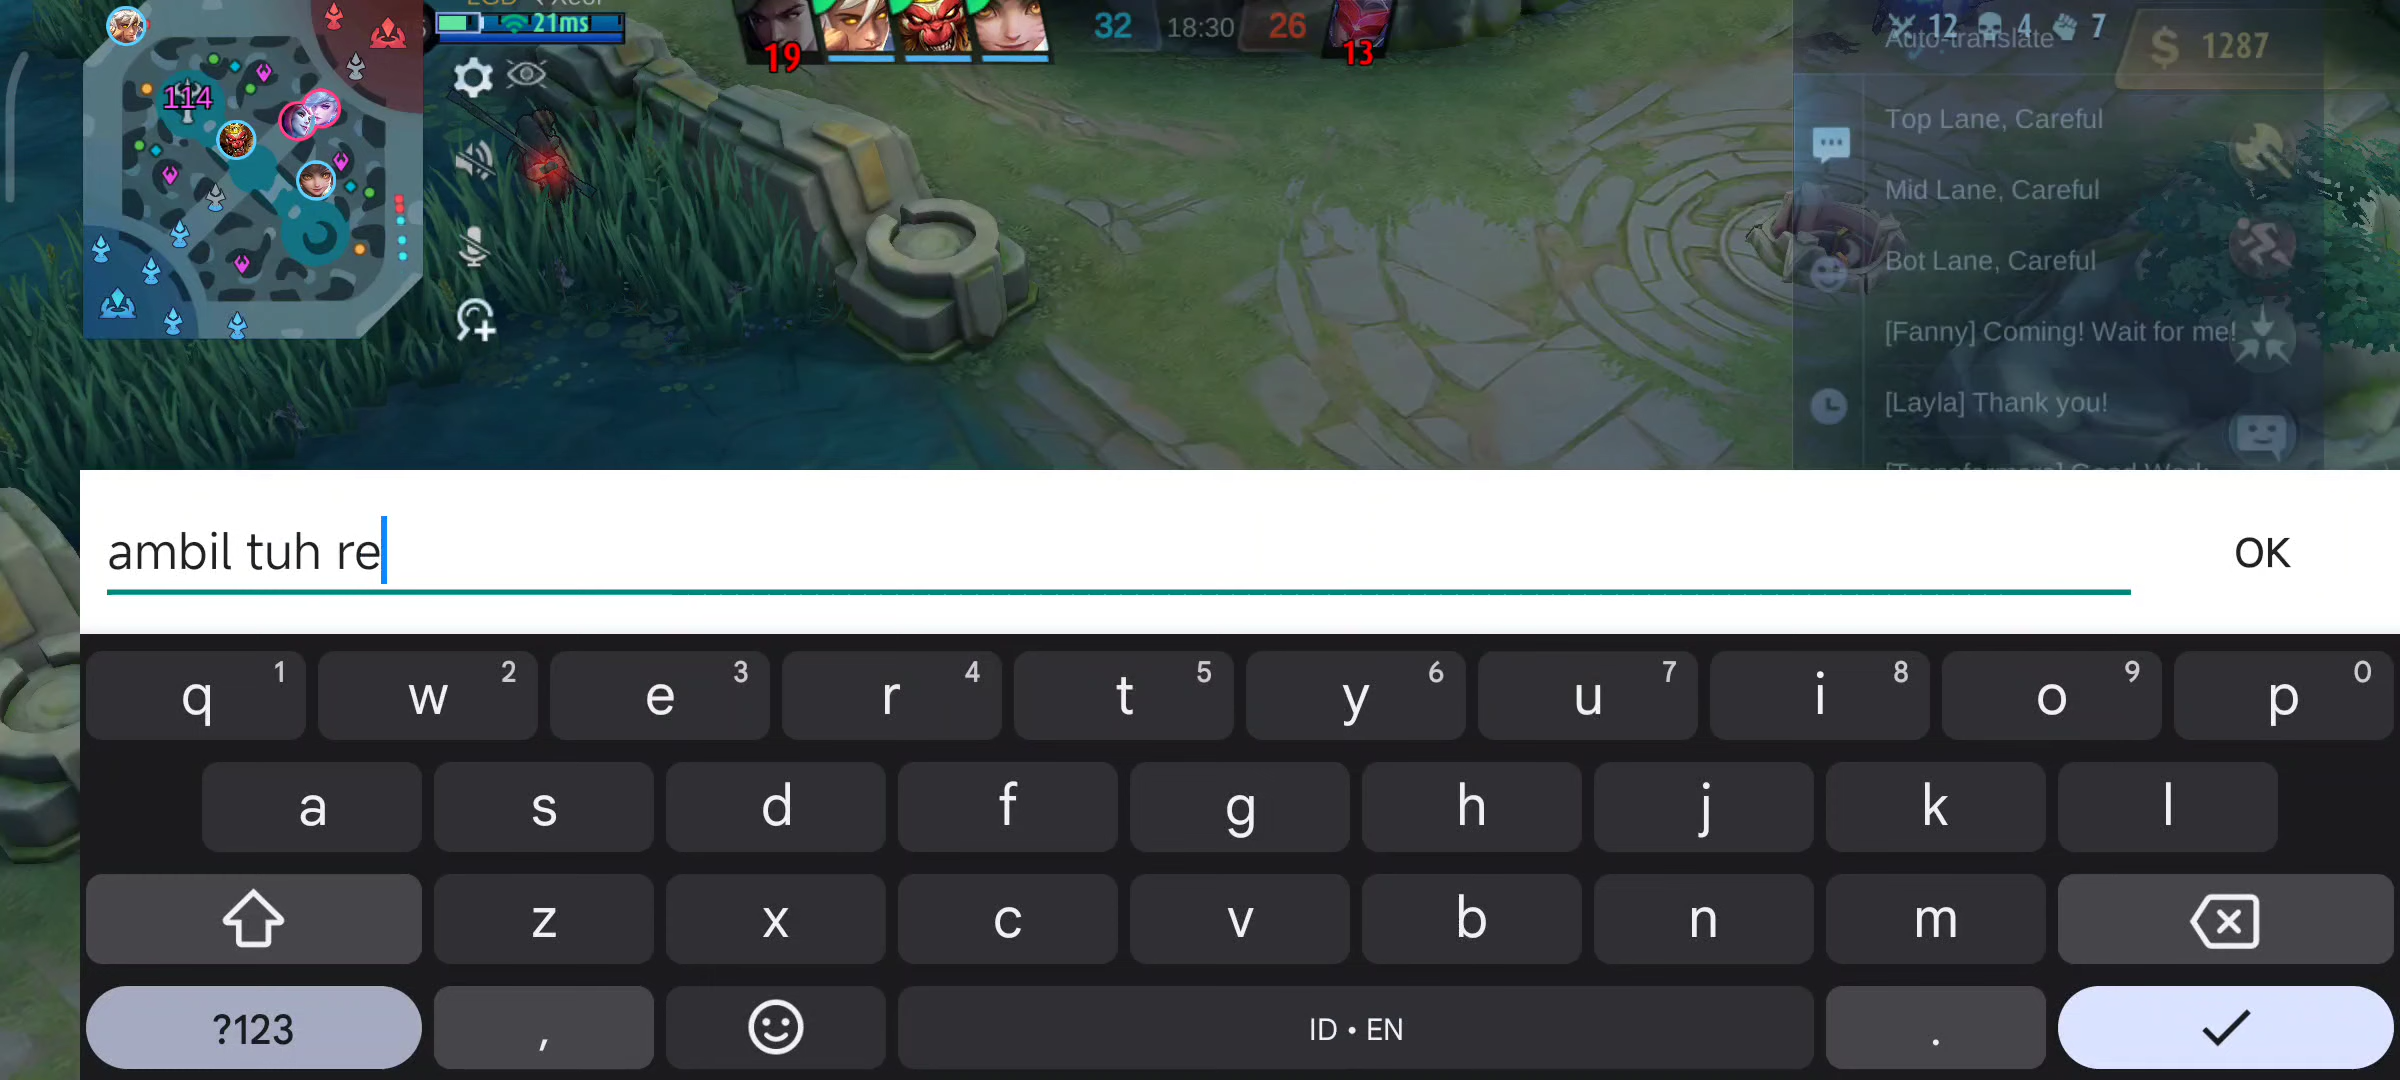 21ms
19
32
18:30
26
13
12
4
7
1287
114
Auto-translate
Top Lane, Careful
Mid Lane, Careful
Bot Lane, Careful
[Fanny] Coming! Wait for me!
[Layla] Thank you!
ambil tuh re
OK
q 1 w 2 e 3 r 4 t 5 y 6 u 7 i 8 o 9 p 0
a s d f g h j k l
z x c v b n m
?123 , ID • EN .